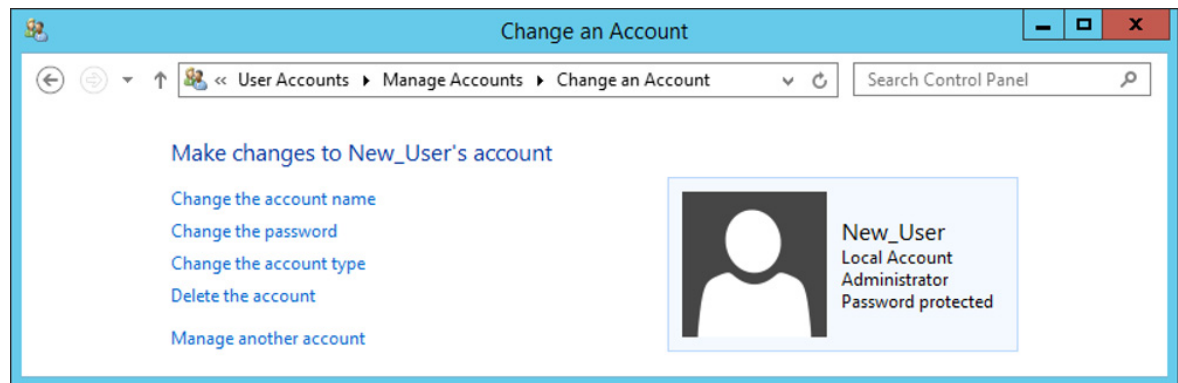 Change an Account
« User Accounts ▸ Manage Accounts ▸ Change an Account
Search Control Panel
Make changes to New_User's account
Change the account name
Change the password
Change the account type
Delete the account
Manage another account
New_User
Local Account
Administrator
Password protected